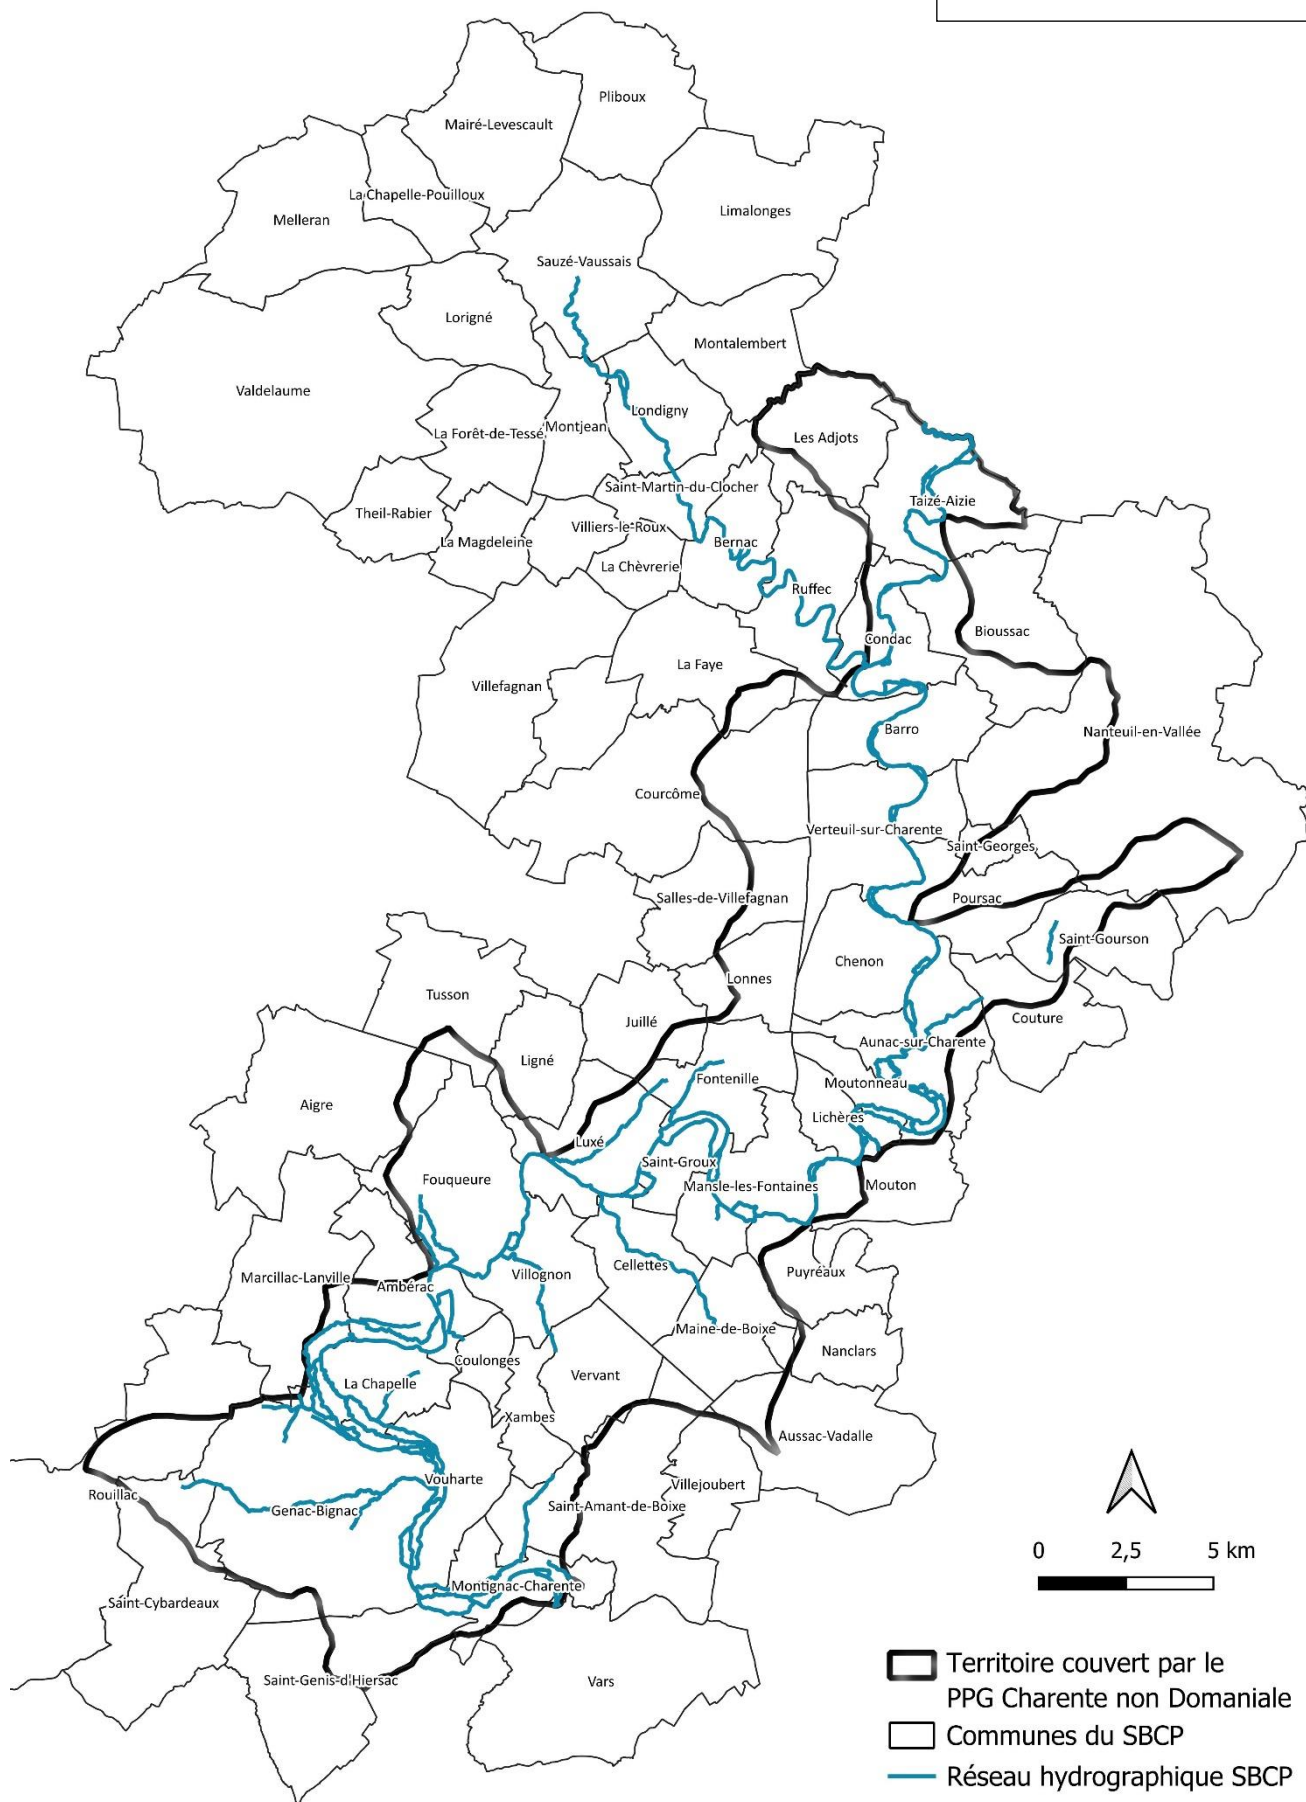 Pliboux
Mairé-Levescault
La Chapelle-Pouilloux
Melleran
Limalonges
Sauzé-Vaussais
Lorigné
Montalembert
Valdelaume
Londigny
Montjean
La Forêt-de-Tessé
Les Adjots
Saint-Martin-du-Clocher
Taizé-Aizie
Theil-Rabier
Villiers-le-Roux
La Magdeleine
Bernac
La Chèvrerie
Ruffec
Bioussac
Condac
La Faye
Villefagnan
Barro
Nanteuil-en-Vallée
Courcôme
Verteuil-sur-Charente
Saint-Georges
Salles-de-Villefagnan
Poursac
Saint-Gourson
Chenon
Lonnes
Tusson
Juillé
Couture
Aunac-sur-Charente
Ligné
Fontenille
Moutonneau
Aigre
Lichères
Luxé
Saint-Groux
Fouqueure
Mansle-les-Fontaines
Mouton
Cellettes
Puyréaux
Villognon
Marcillac-Lanville
Ambérac
Maine-de-Boixe
Nanclars
Coulonges
Vervant
La Chapelle
Xambes
Aussac-Vadalle
Vouharte
Villejoubert
Rouillac
Saint-Amant-de-Boixe
Genac-Bignac
Montignac-Charente
Saint-Cybardeaux
Saint-Genis-d'Hiersac
Vars
0 2,5 5 km
Territoire couvert par le
PPG Charente non Domaniale
Communes du SBCP
Réseau hydrographique SBCP